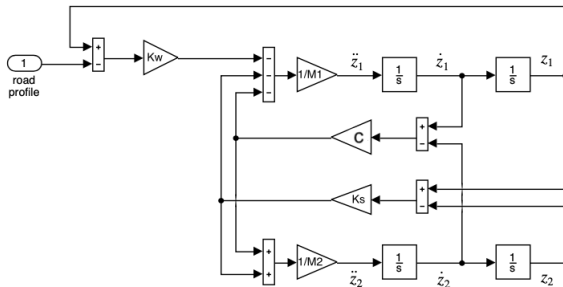 1
road
profile
+
−
Kw
−
−
−
1/M1
z̈₁
1
s
ż₁
1
s
z₁
C
+
−
Ks
+
−
+
+
1/M2
z̈₂
1
s
ż₂
1
s
z₂